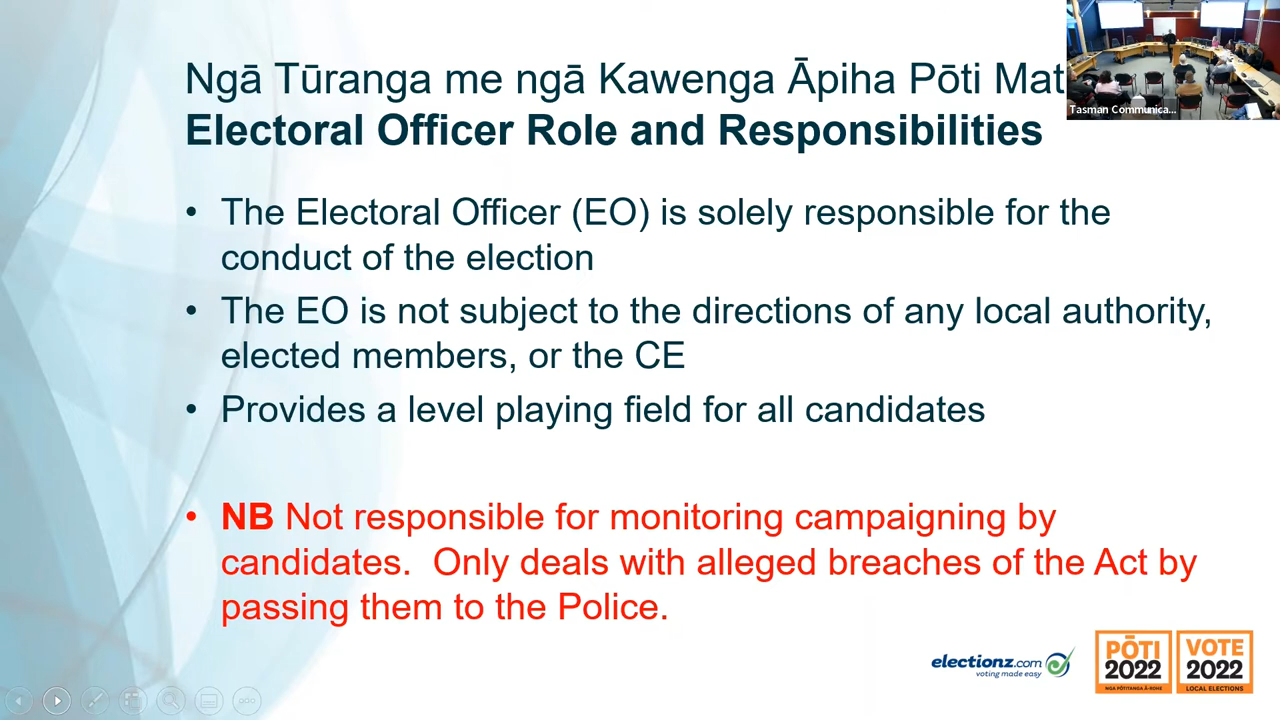 Ngā Tūranga me ngā Kawenga Āpiha Pōti Mat
Tasman Communica...
Electoral Officer Role and Responsibilities
• The Electoral Officer (EO) is solely responsible for the
conduct of the election
• The EO is not subject to the directions of any local authority,
elected members, or the CE
• Provides a level playing field for all candidates
• NB Not responsible for monitoring campaigning by
candidates. Only deals with alleged breaches of the Act by
passing them to the Police.
electionz.com
voting made easy
PŌTI
2022
NGA PŌTITANGA Ā-ROHE
VOTE
2022
LOCAL ELECTIONS